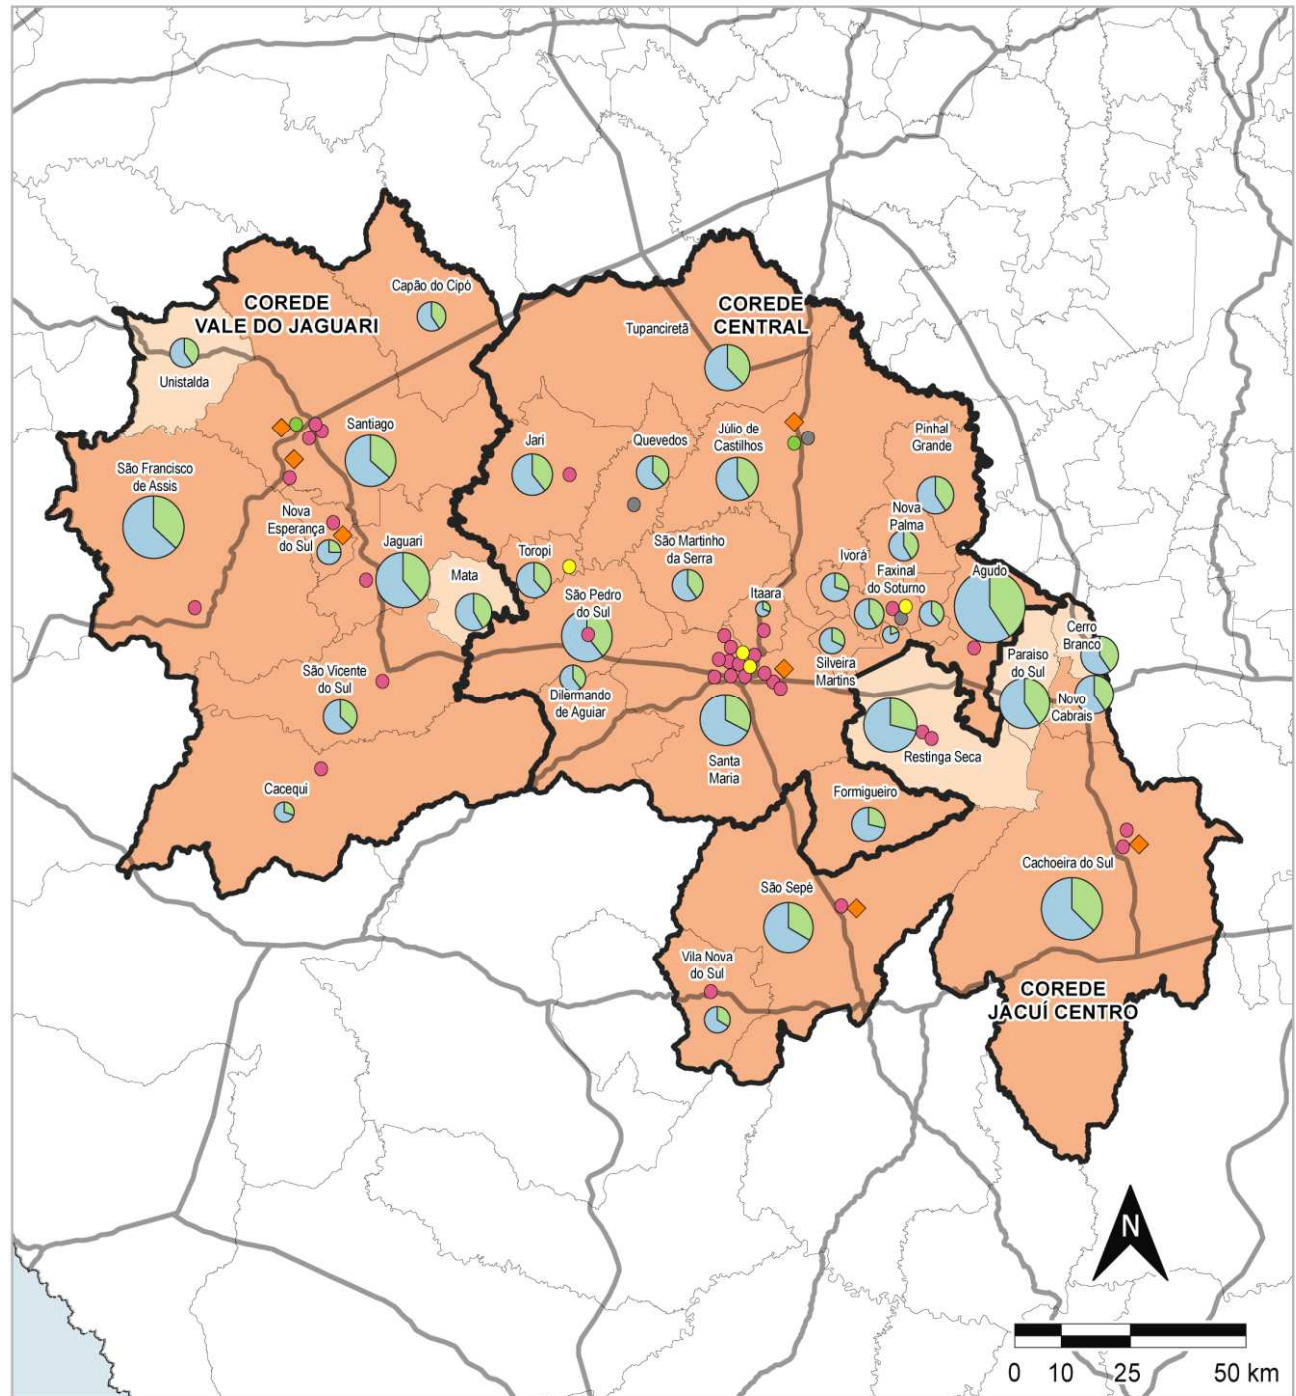 Capão do Cipó
COREDE
VALE DO JAGUARI
COREDE
CENTRAL
Tupanciretã
Unistalda
Santiago
Jari
Quevedos
Júlio de
Castilhos
Pinhal
Grande
São Francisco
de Assis
Nova
Esperança
do Sul
Jaguari
Mata
Toropi
São Martinho
da Serra
Nova
Palma
Ivorá
Faxinal
do Soturno
Agudo
São Pedro
do Sul
Itaara
Cerro
Branco
Paraiso
do Sul
Silveira
Martins
São Vicente
do Sul
Dilermando
de Aguiar
Novo
Cabrais
Santa
Maria
Restinga Seca
Cacequi
Formigueiro
Cachoeira do Sul
São Sepé
Vila Nova
do Sul
COREDE
JACUÍ CENTRO
N
0 10 25 50 km